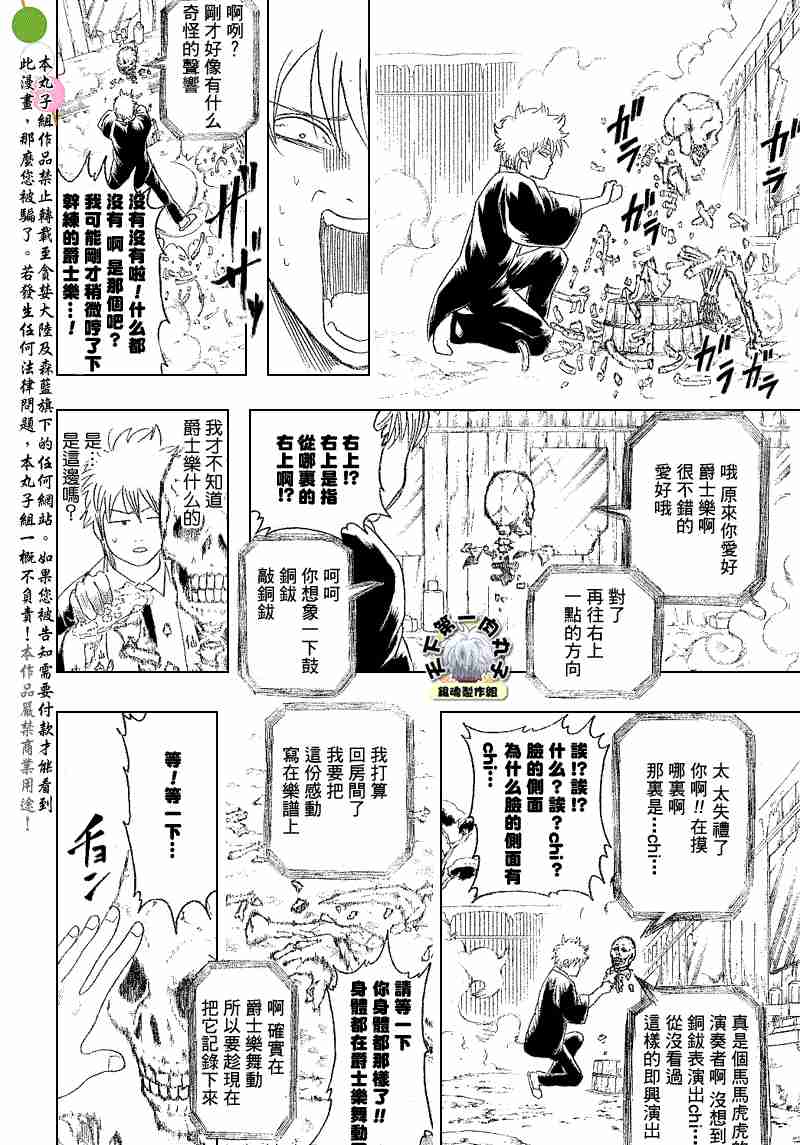 ガラ
ガラ
ガラ
啊咧？
剛才好像有什么
奇怪的聲響
沒有沒有啦！什么都
沒有 啊 是那個吧？
我可能剛才稍微哼了下
幹練的爵士樂…！
哦 原來你愛好
爵士樂啊
很不錯的
愛好哦
對了
再往右上
一點的方向
右上!?
右上是指
從哪裏的
右上啊!?
呵呵
你想象一下鼓
銅鈸
敲銅鈸
我才不知道
爵士樂什么的
是…
是這邊嗎？
太 太失禮了
你啊!! 在摸
哪裏啊
那裏是…chi…
誒!? 誒!?
什么？誒？chi？
臉的側面
為什么臉的側面有
chi…
真是個馬馬虎虎
演奏者啊 沒想到
銅鈸表演出chi…
從沒看過
這樣的即興演出
我打算
回房間了
我要把
這份感動
寫在樂譜上
請等一下
你身體都那樣了!!
身體都在爵士樂舞動
啊 確實在
爵士樂舞動
所以要趁現在
把它記錄下來
等！等一下…
チョン
天下第一肉丸子
銀魂製作組
本丸子組作品禁止轉載至貪婪大陸及森藍旗下的任何網站。如果您被告知需要付款才能看到
此漫畫，那麼您被騙了。若發生任何法律問題，本丸子組一概不負責！本作品嚴禁商業用途！